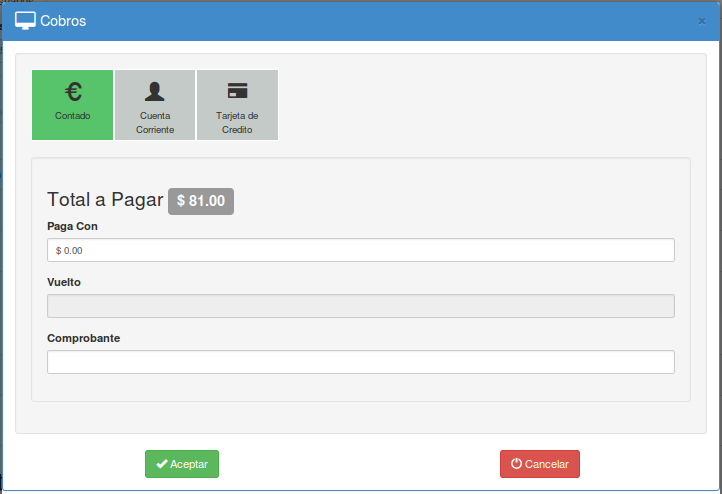 Cobros
×
€
Contado
Cuenta
Corriente
Tarjeta de
Credito
Total a Pagar $ 81.00
Paga Con
$ 0.00
Vuelto
Comprobante
Aceptar
Cancelar